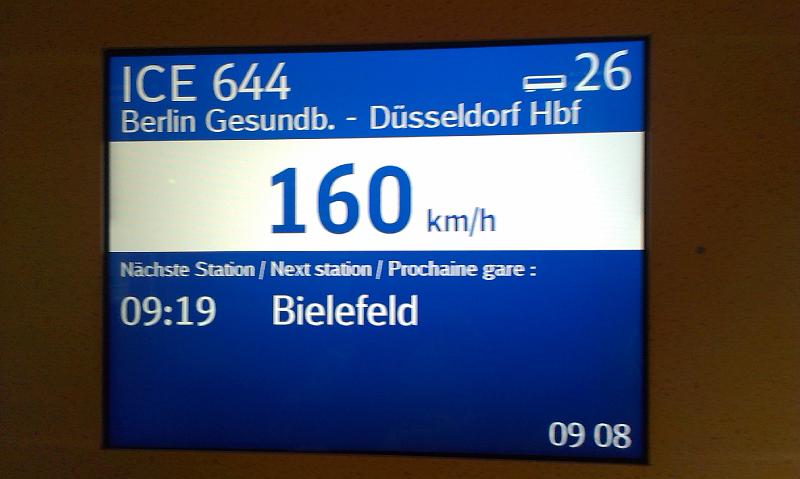 ICE 644 26
Berlin Gesundb. - Düsseldorf Hbf
160 km/h
Nächste Station / Next station / Prochaine gare :
09:19 Bielefeld
09 08